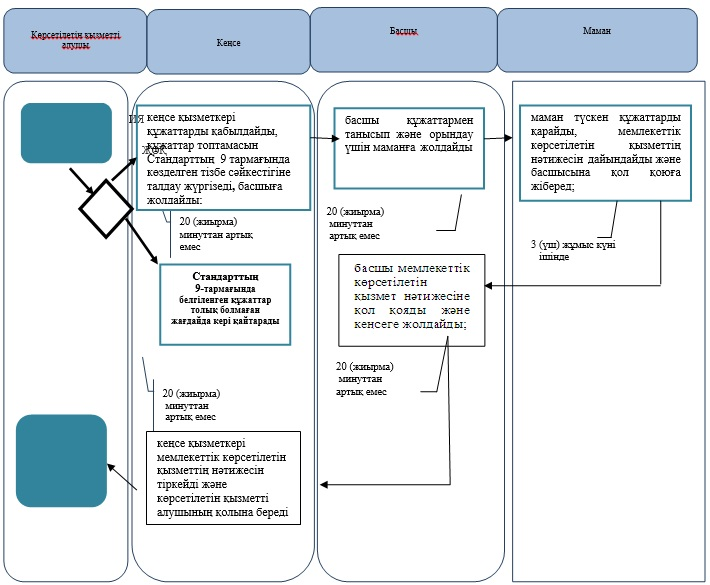 Көрсетілетін қызметті
алушы
Кеңсе
Басшы
Маман
ИЯ
ЖОҚ
кеңсе қызметкері
құжаттарды қабылдайды,
құжаттар топтамасын
Стандарттың 9 тармағында
көзделген тізбе сәйкестігіне
талдау жүргізеді, басшыға
жолдайды;
басшы құжаттармен
танысып және орындау
үшін маманға жолдайды
маман түскен құжаттарды
қарайды, мемлекеттік
көрсетілетін қызметтің
нәтижесін дайындайды және
басшысына қол қоюға
жіберед;
20 (жиырма)
минуттан артық
емес
20 (жиырма)
минуттан
артық емес
3 (үш) жұмыс күні
ішінде
Стандарттың
9-тармағында
белгіленген құжаттар
толық болмаған
жағдайда кері қайтарады
басшы мемлекеттік
көрсетілетін
қызмет нәтижесіне
қол қояды және
кенсеге жолдайды;
20 (жиырма)
минуттан
артық емес
20 (жиырма)
минуттан
артық емес
кеңсе қызметкері
мемлекеттік көрсетілетін
қызметтің нәтижесін
тіркейді және
көрсетілетін қызметті
алушының қолына береді